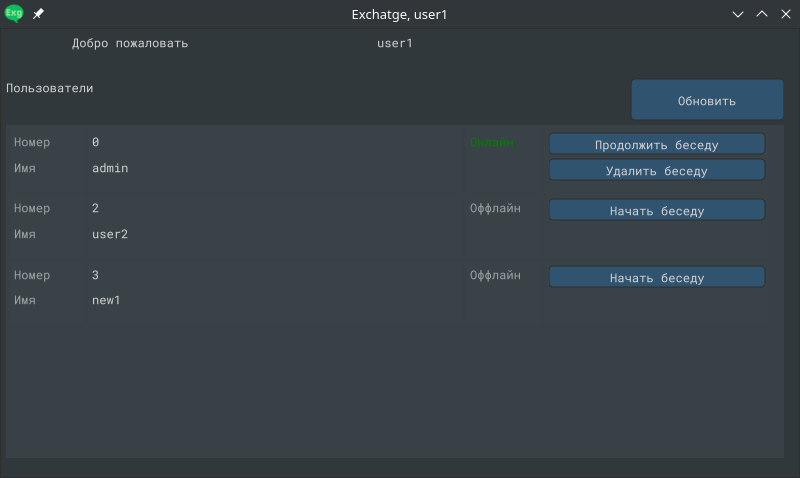 Exg
Exchatge, user1
Добро пожаловать user1
Пользователи
Обновить
Номер 0 Онлайн Продолжить беседу
Имя admin Удалить беседу
Номер 2 Оффлайн Начать беседу
Имя user2
Номер 3 Оффлайн Начать беседу
Имя new1